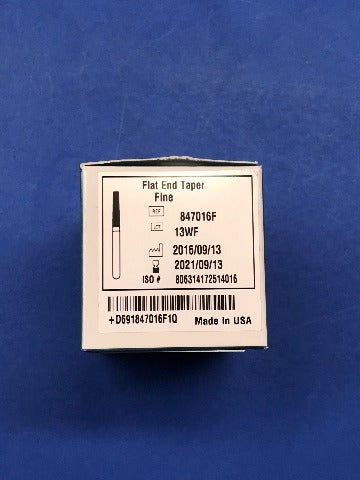 Flat End Taper
Fine
REF 847016F
LOT 13WF
2016/09/13
2021/09/13
ISO # 806314172514016
+D691847016F1Q Made In USA